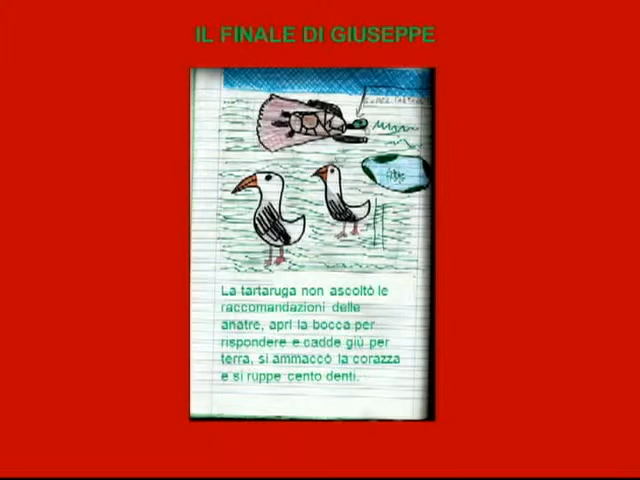 IL FINALE DI GIUSEPPE
La tartaruga non ascoltò le
raccomandazioni delle
anatre, aprì la bocca per
rispondere e cadde giù per
terra, si ammaccò la corazza
e si ruppe cento denti.